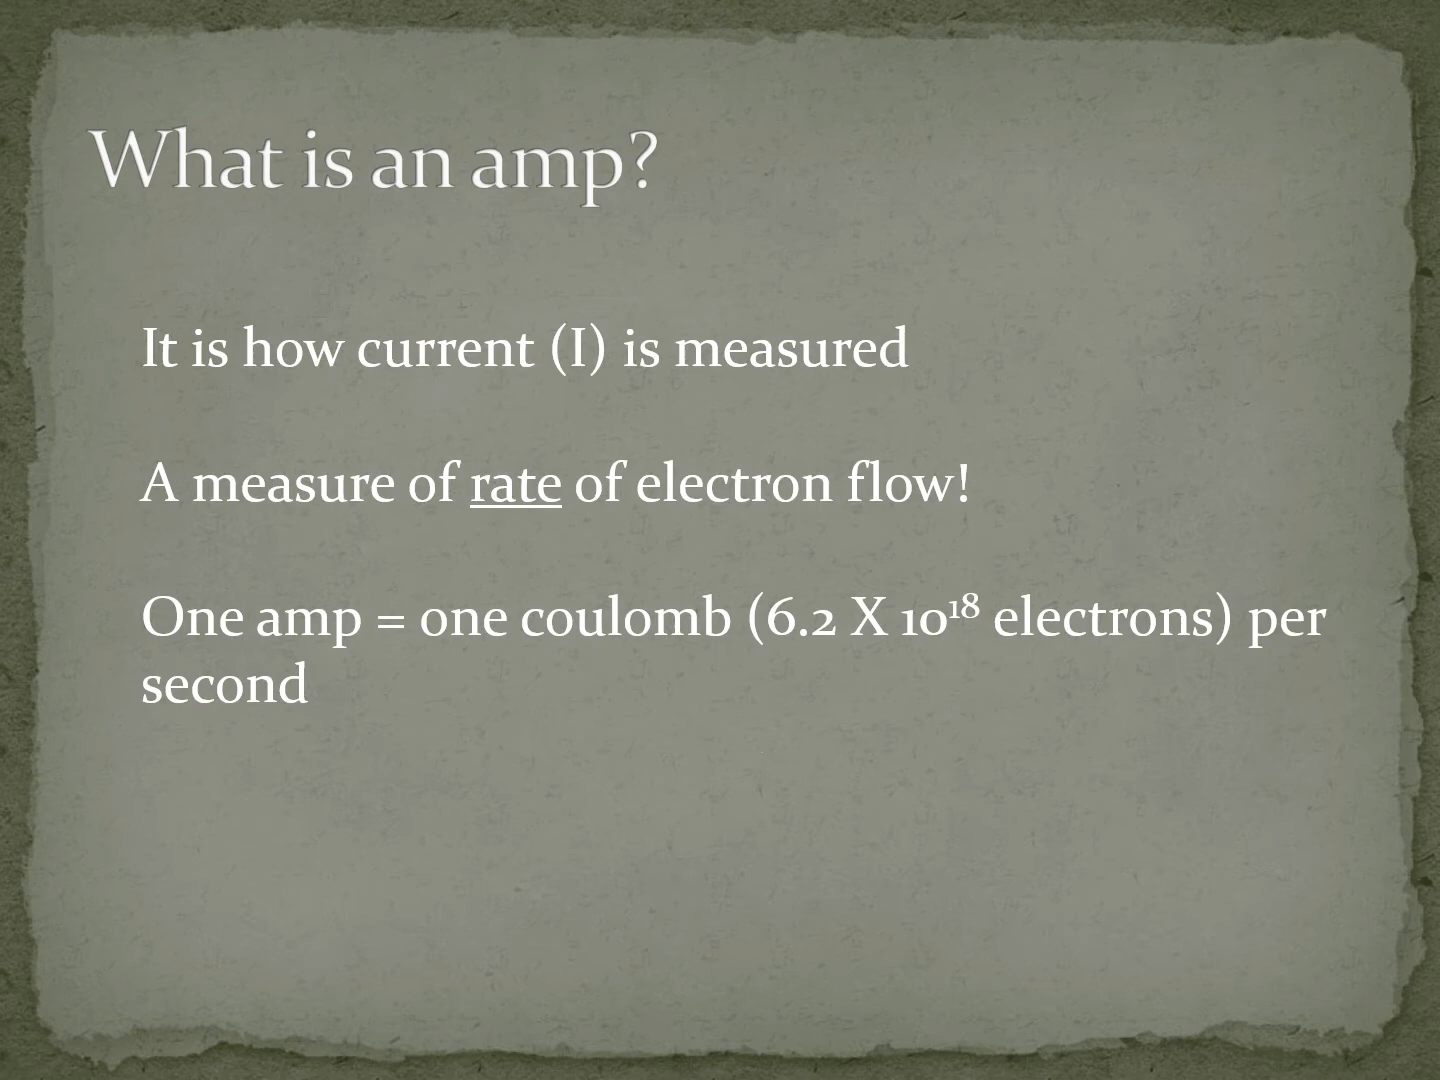 What is an amp?
It is how current (I) is measured
A measure of rate of electron flow!
One amp = one coulomb (6.2 X 10¹⁸ electrons) per
second